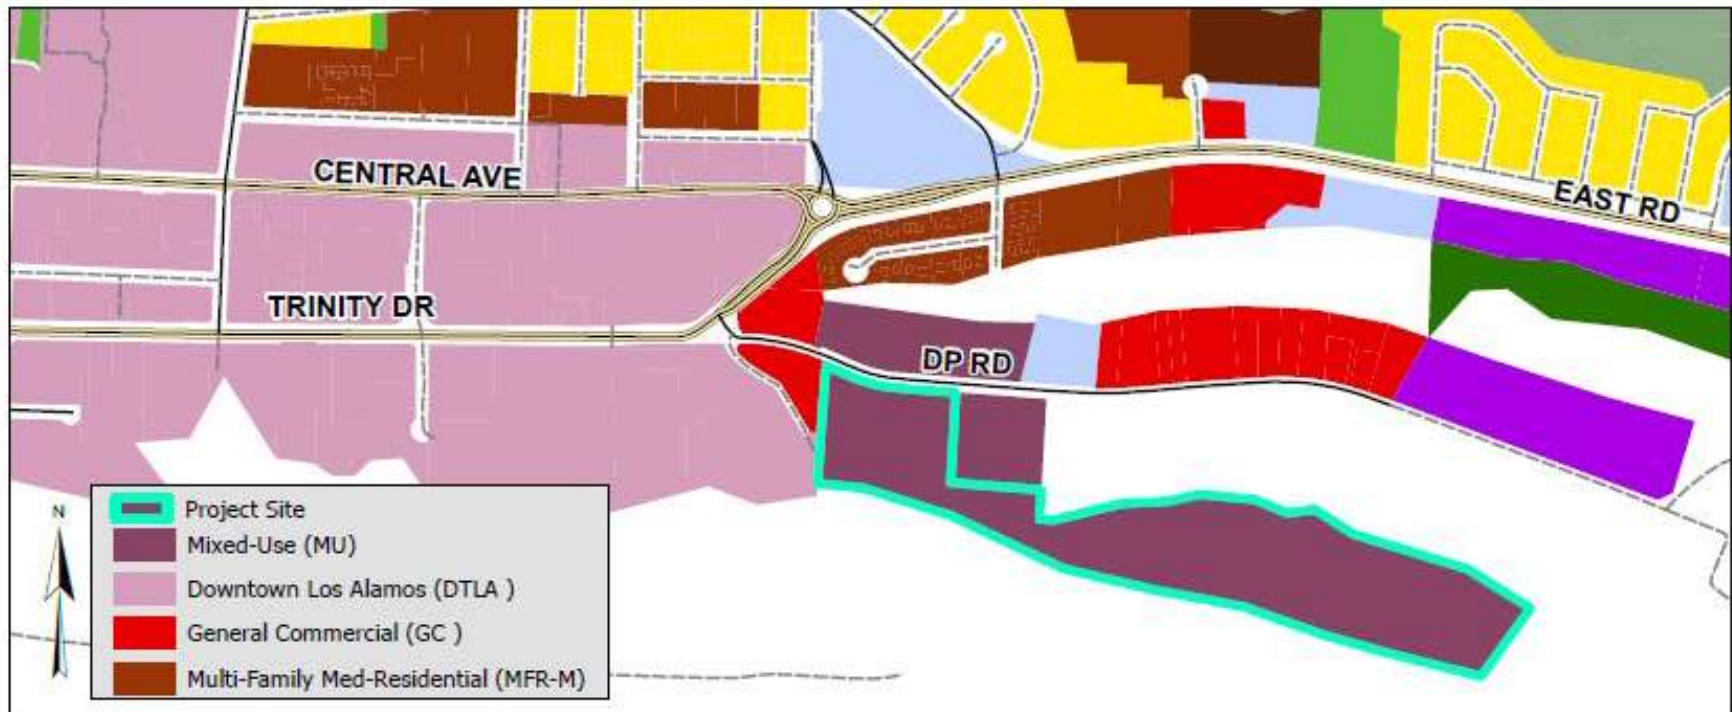 CENTRAL AVE
EAST RD
TRINITY DR
DP RD
N
Project Site
Mixed-Use (MU)
Downtown Los Alamos (DTLA )
General Commercial (GC )
Multi-Family Med-Residential (MFR-M)